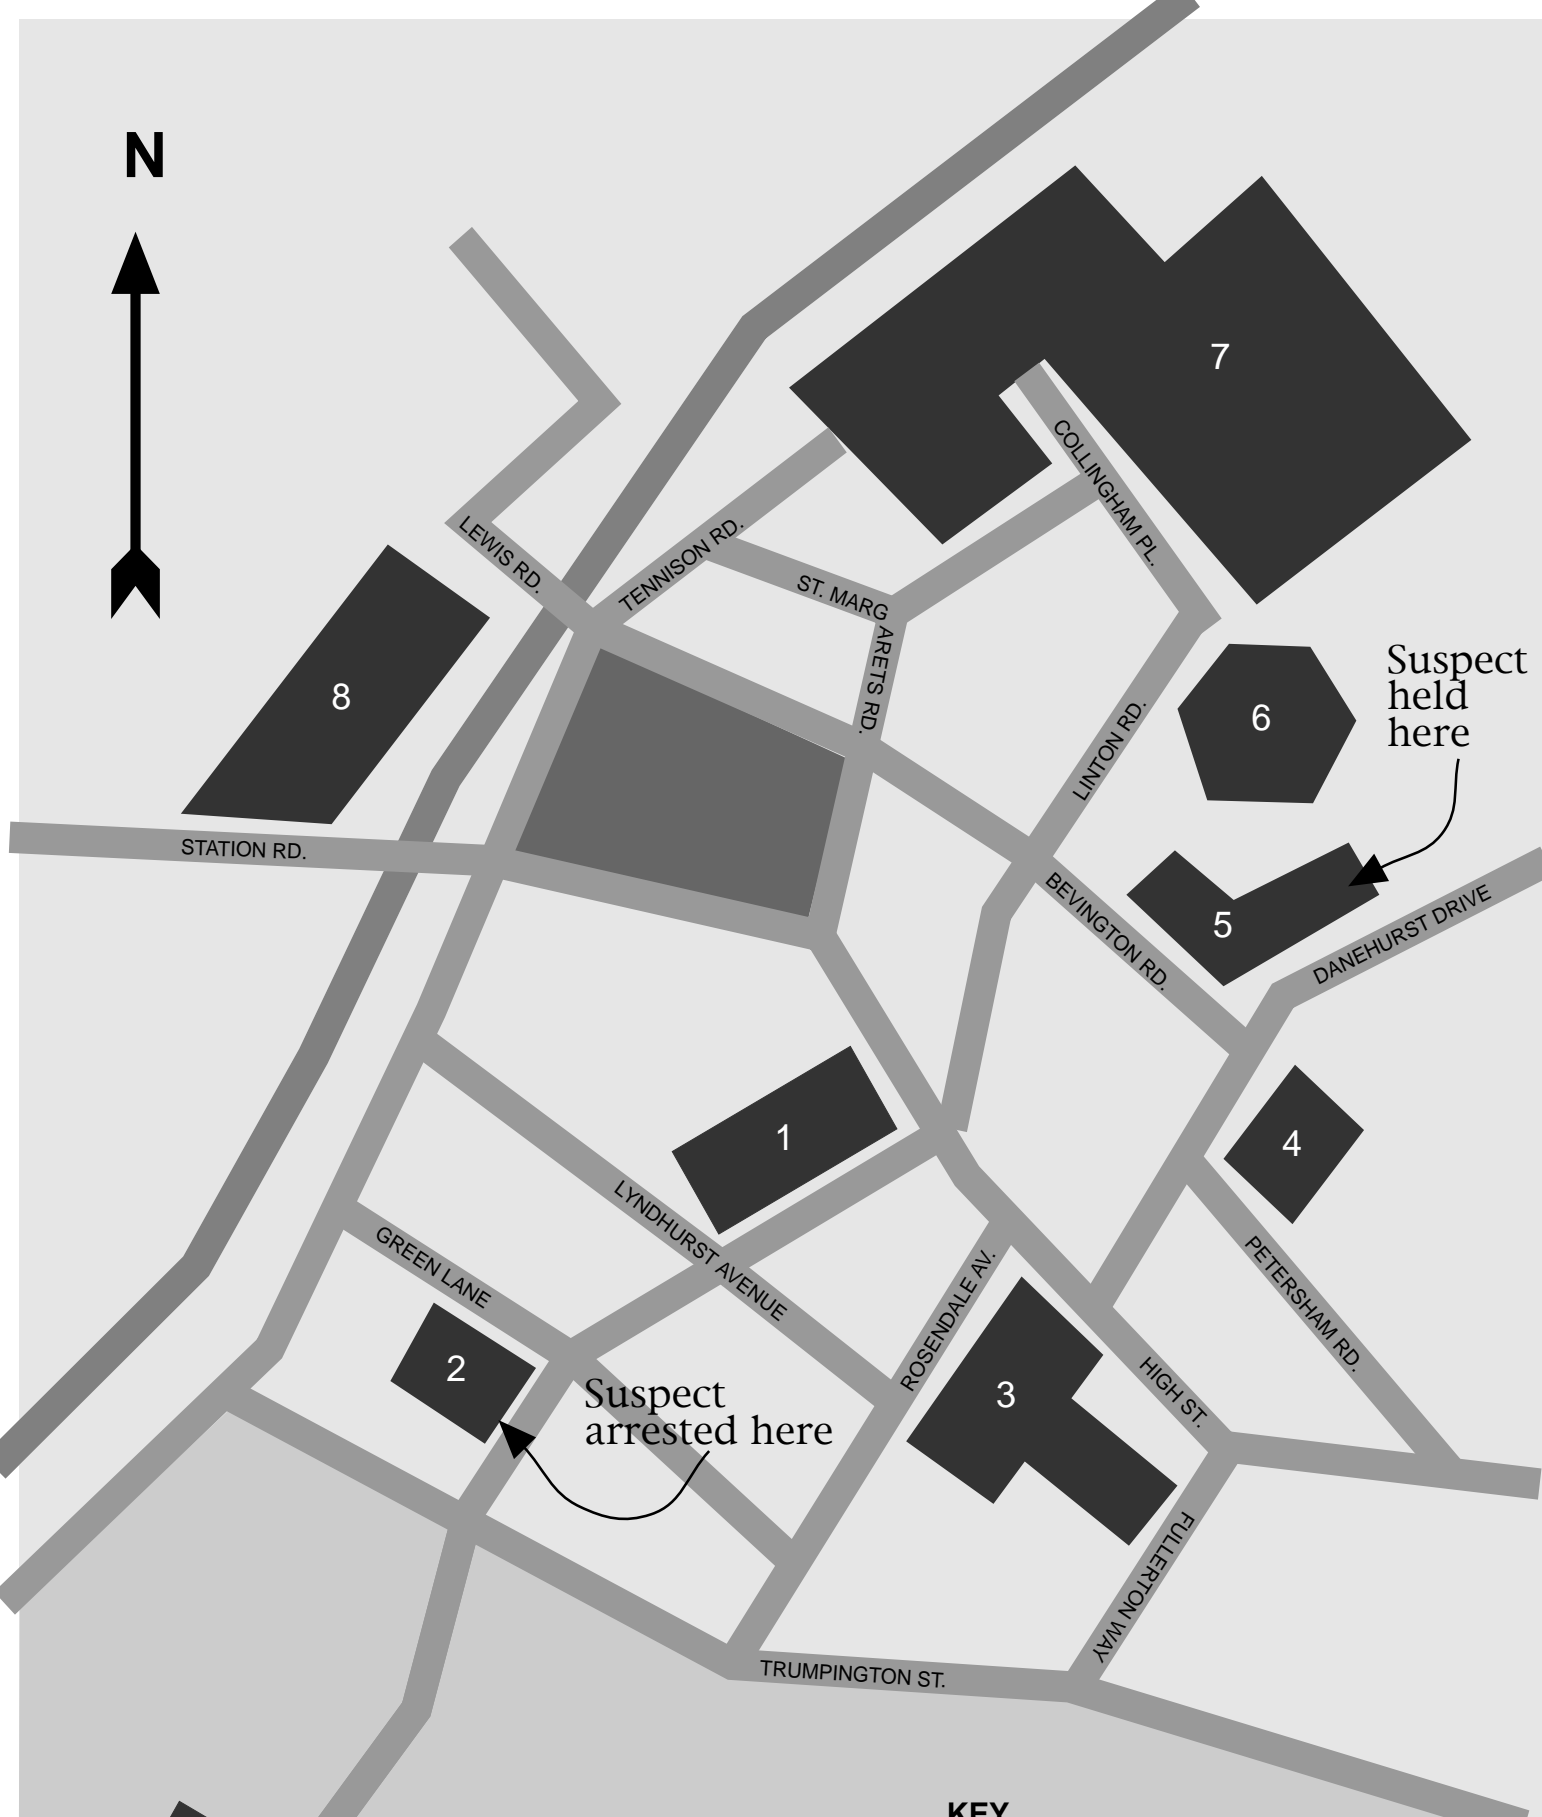 N
7
COLLINGHAM PL.
LEWIS RD.
TENNISON RD.
ST. MARG
ARETS RD.
8
6
Suspect
held
here
LINTON RD.
STATION RD.
BEVINGTON RD.
5
DANEHURST DRIVE
1
4
LYNDHURST AVENUE
GREEN LANE
ROSENDALE AV.
PETERSHAM RD.
2
Suspect
arrested here
3
HIGH ST.
FULLERTON WAY
TRUMPINGTON ST.
KEY